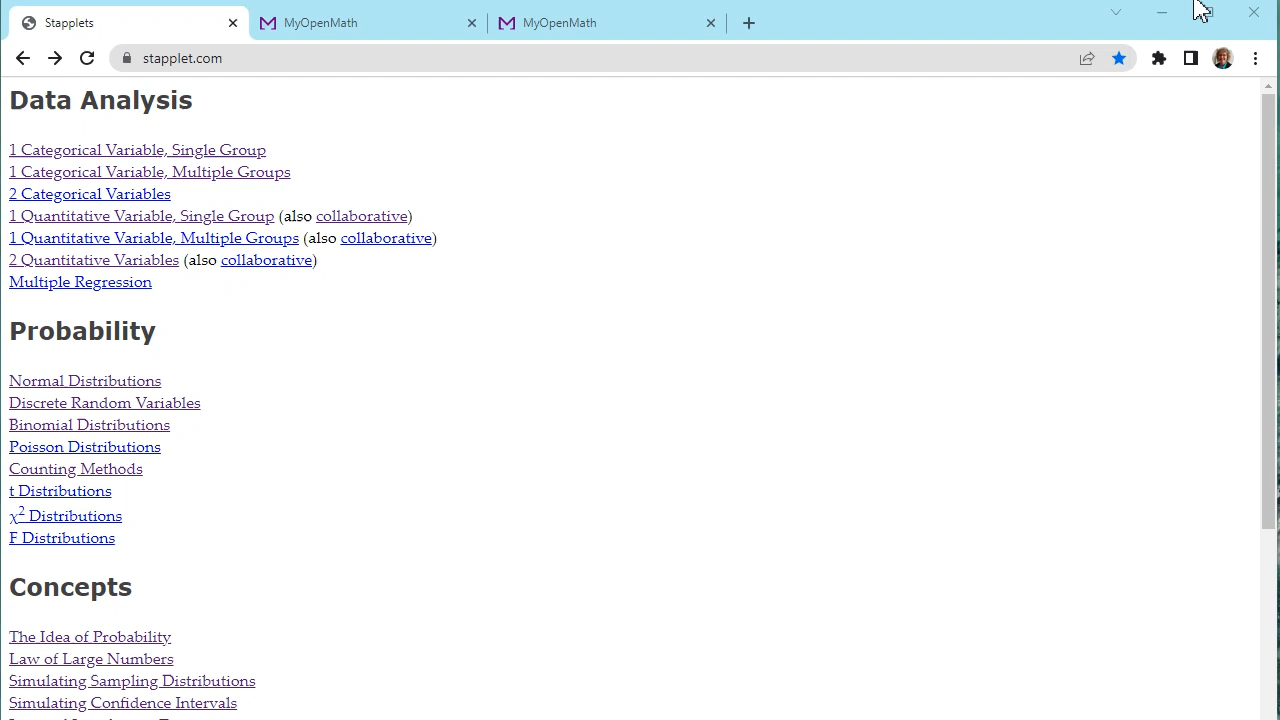 Stapplets
MyOpenMath
MyOpenMath
stapplet.com
Data Analysis
1 Categorical Variable, Single Group
1 Categorical Variable, Multiple Groups
2 Categorical Variables
1 Quantitative Variable, Single Group (also collaborative)
1 Quantitative Variable, Multiple Groups (also collaborative)
2 Quantitative Variables (also collaborative)
Multiple Regression
Probability
Normal Distributions
Discrete Random Variables
Binomial Distributions
Poisson Distributions
Counting Methods
t Distributions
χ² Distributions
F Distributions
Concepts
The Idea of Probability
Law of Large Numbers
Simulating Sampling Distributions
Simulating Confidence Intervals